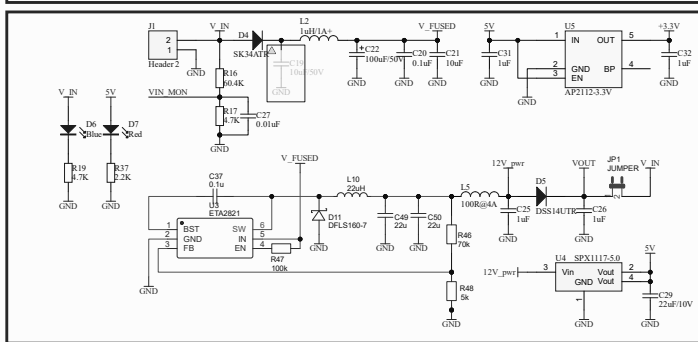 J1
2
1
Header 2
V_IN
D4
SK34ATR
L2
1uH/1A+
C19
10uF/50V
V_FUSED
C22
100uF/50V
GND
C20
0.1uF
GND
C21
10uF
GND
GND
R16
60.4K
VIN_MON
R17
4.7K
C27
0.01uF
GND
5V
C31
1uF
GND
U5
1 IN OUT 5
2 GND
3 EN BP 4
AP2112-3.3V
GND
+3.3V
C32
1uF
GND
V_IN
D6
Blue
R19
4.7K
GND
5V
D7
Red
R37
2.2K
GND
C37
0.1u
U3
ETA2821
1 BST SW 6
2 GND IN 5
3 FB EN 4
GND
R47
100k
V_FUSED
D11
DFLS160-7
GND
L10
22uH
C49
22u
GND
C50
22u
GND
R46
70k
R48
5k
GND
L5
100R@4A
12V_pwr
C25
1uF
GND
D5
DSS14UTR
VOUT
C26
1uF
GND
JP1
JUMPER
1 2
V_IN
12V_pwr
U4 SPX1117-5.0
3 Vin Vout 2
GND Vout 4
1
GND
5V
C29
22uF/10V
GND